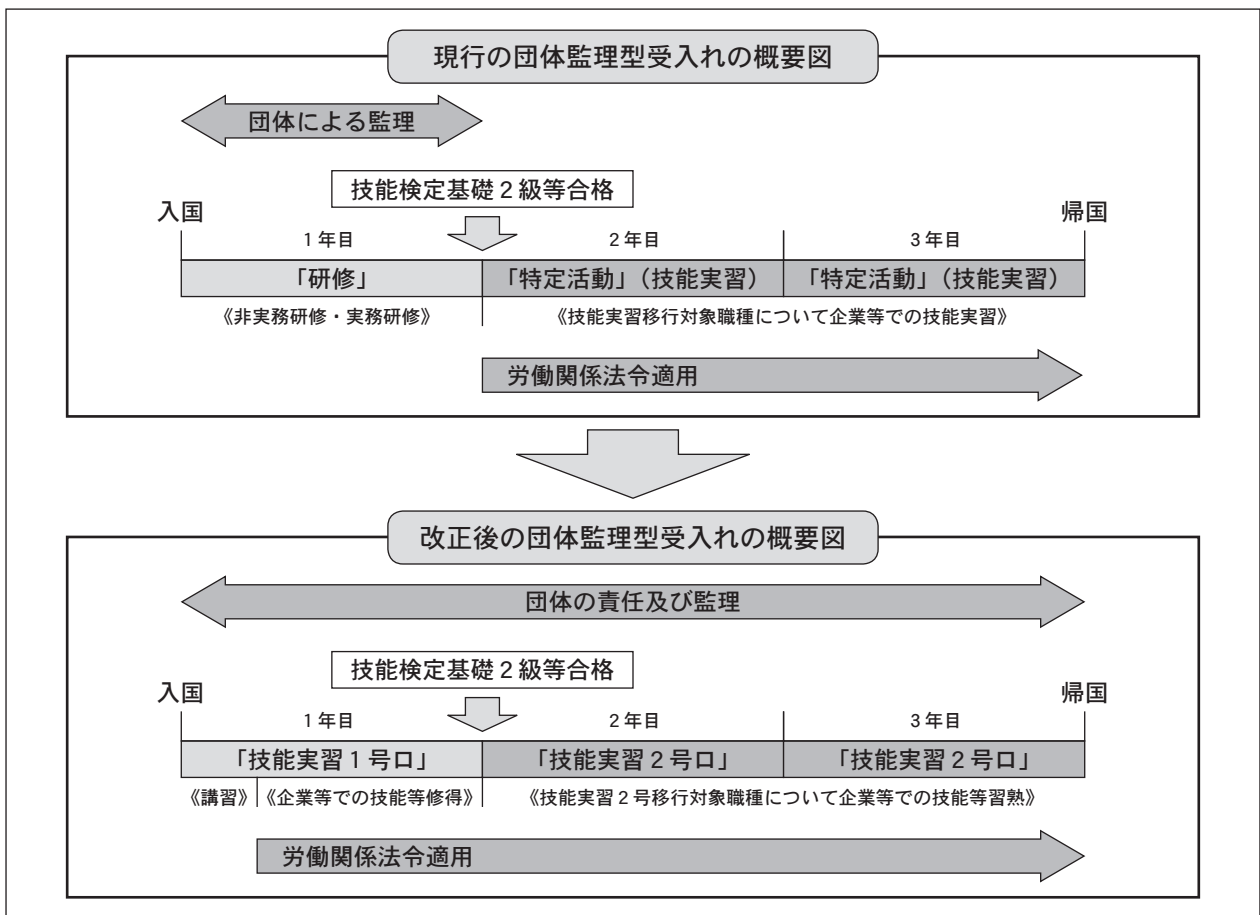 現行の団体監理型受入れの概要図
団体による監理
技能検定基礎2級等合格
入国
帰国
1年目
2年目
3年目
「研修」
「特定活動」(技能実習)
「特定活動」(技能実習)
《非実務研修・実務研修》
《技能実習移行対象職種について企業等での技能実習》
労働関係法令適用
改正後の団体監理型受入れの概要図
団体の責任及び監理
技能検定基礎2級等合格
入国
帰国
1年目
2年目
3年目
「技能実習1号ロ」
「技能実習2号ロ」
「技能実習2号ロ」
《講習》
《企業等での技能等修得》
《技能実習2号移行対象職種について企業等での技能等習熟》
労働関係法令適用